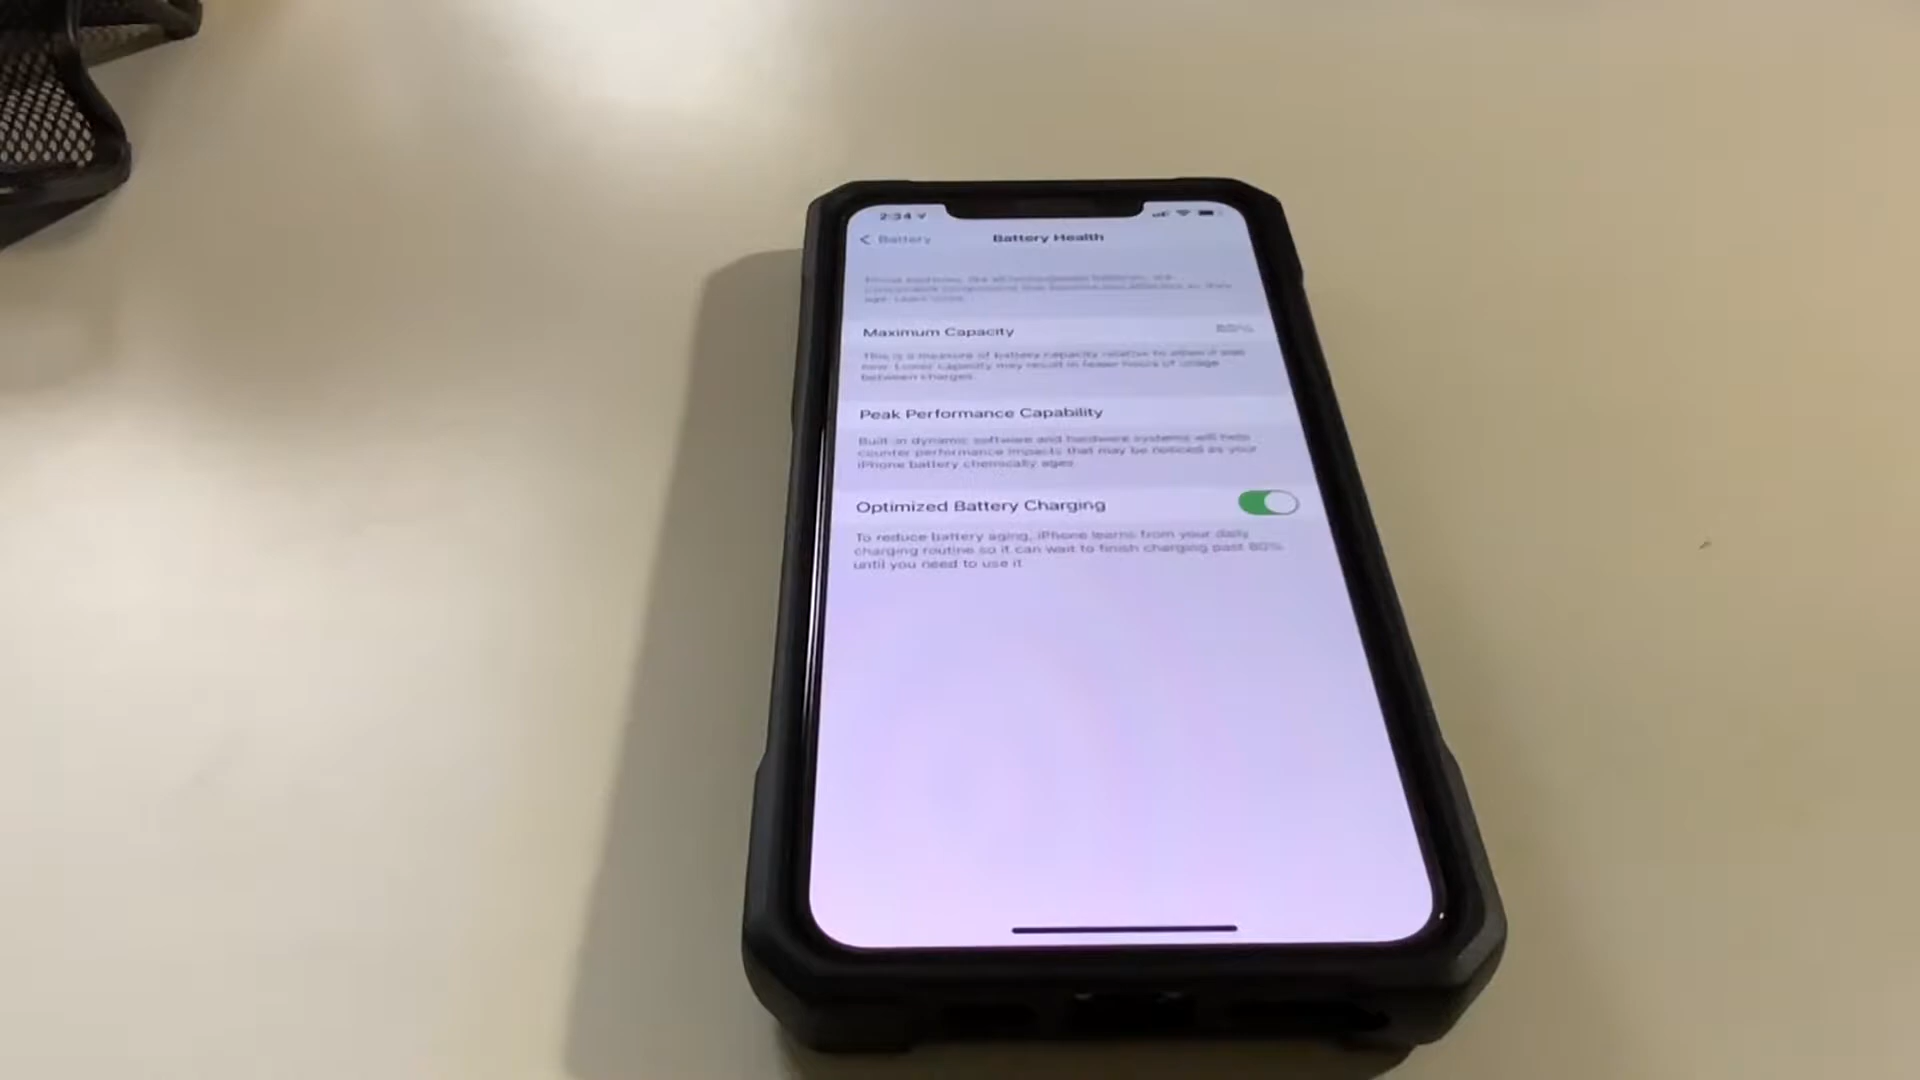 2:34
Battery
Battery Health
Maximum Capacity
This is a measure of battery capacity relative to when it was
new. Lower capacity may result in fewer hours of usage
between charges.
Peak Performance Capability
Built-in dynamic software and hardware systems will help
counter performance impacts that may be noticed as your
iPhone battery chemically ages.
Optimized Battery Charging
To reduce battery aging, iPhone learns from your daily
charging routine so it can wait to finish charging past 80%
until you need to use it.